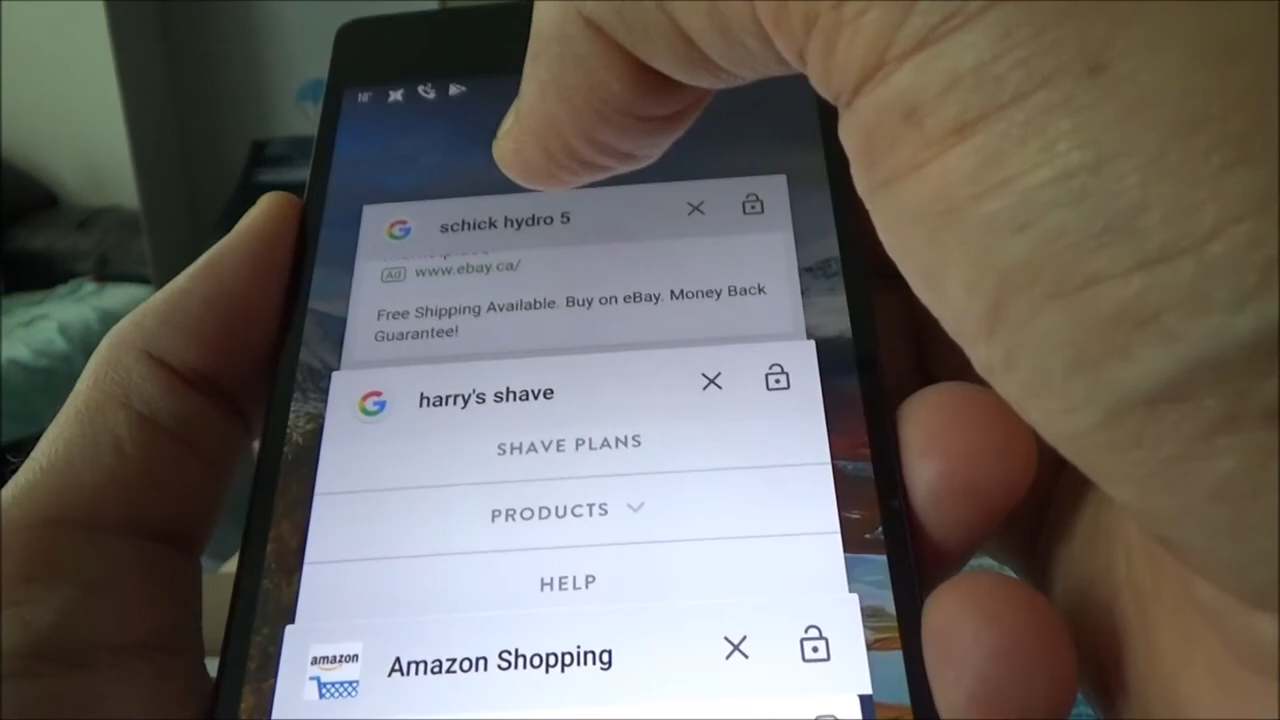 10°
schick hydro 5
Ad www.ebay.ca/
Free Shipping Available. Buy on eBay. Money Back
Guarantee!
harry's shave
SHAVE PLANS
PRODUCTS
HELP
amazon
Amazon Shopping